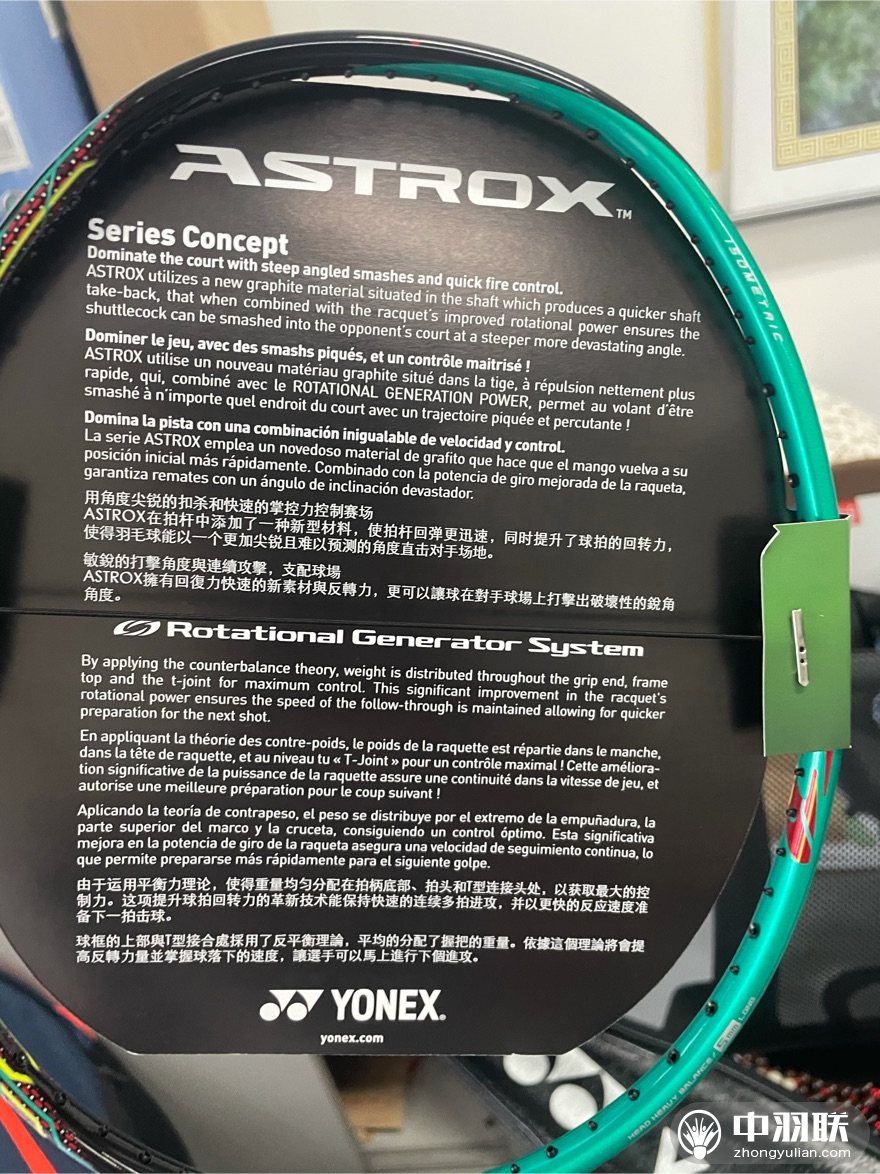 ASTROX™
Series Concept
Dominate the court with steep angled smashes and quick fire control.
ASTROX utilizes a new graphite material situated in the shaft which produces a quicker shaft
take-back, that when combined with the racquet's improved rotational power ensures the
shuttlecock can be smashed into the opponent's court at a steeper more devastating angle.
Dominer le jeu, avec des smashs piqués, et un contrôle maitrisé !
ASTROX utilise un nouveau matériau graphite situé dans la tige, à répulsion nettement plus
rapide, qui, combiné avec le ROTATIONAL GENERATION POWER, permet au volant d'être
smashé à n'importe quel endroit du court avec un trajectoire piquée et percutante !
Domina la pista con una combinación inigualable de velocidad y control.
La serie ASTROX emplea un novedoso material de grafito que hace que el mango vuelva a su
posición inicial más rápidamente. Combinado con la potencia de giro mejorada de la raqueta,
garantiza remates con un ángulo de inclinación devastador.
用角度尖锐的扣杀和快速的掌控力控制赛场
ASTROX在拍杆中添加了一种新型材料，使拍杆回弹更迅速，同时提升了球拍的回转力，
使得羽毛球能以一个更加尖锐且难以预测的角度直击对手场地。
敏銳的打擊角度與連續攻擊，支配球場
ASTROX擁有回復力快速的新素材與反轉力，更可以讓球在對手球場上打擊出破壞性的銳角
角度。
Rotational Generator System
By applying the counterbalance theory, weight is distributed throughout the grip end, frame
top and the t-joint for maximum control. This significant improvement in the racquet's
rotational power ensures the speed of the follow-through is maintained allowing for quicker
preparation for the next shot.
En appliquant la théorie des contre-poids, le poids de la raquette est répartie dans le manche,
dans la tête de raquette, et au niveau tu « T-Joint » pour un contrôle maximal ! Cette améliora-
tion significative de la puissance de la raquette assure une continuité dans la vitesse de jeu, et
autorise une meilleure préparation pour le coup suivant !
Aplicando la teoría de contrapeso, el peso se distribuye por el extremo de la empuñadura, la
parte superior del marco y la cruceta, consiguiendo un control óptimo. Esta significativa
mejora en la potencia de giro de la raqueta asegura una velocidad de seguimiento continua, lo
que permite prepararse más rápidamente para el siguiente golpe.
由于运用平衡力理论，使得重量均匀分配在拍柄底部、拍头和T型连接头处，以获取最大的控
制力。这项提升球拍回转力的革新技术能保持快速的连续多拍进攻，并以更快的反应速度准
备下一拍击球。
球框的上部與T型接合處採用了反平衡理論，平均的分配了握把的重量。依據這個理論將會提
高反轉力量並掌握球落下的速度，讓選手可以馬上進行下個進攻。
YONEX®
yonex.com
ISOMETRIC
HEAD HEAVY BALANCE / 5mm LONG
中羽联
zhongyulian.com